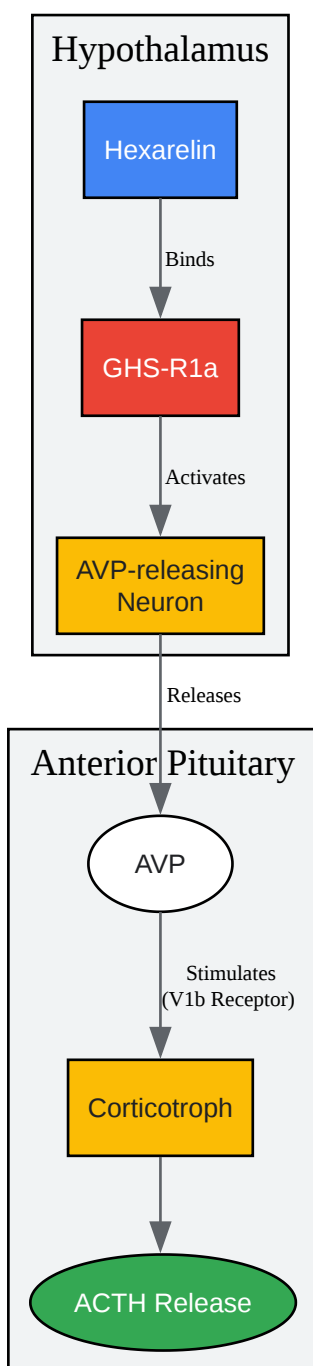 Hypothalamus
Hexarelin
Binds
GHS-R1a
Activates
AVP-releasing
Neuron
Releases
Anterior Pituitary
AVP
Stimulates
(V1b Receptor)
Corticotroph
ACTH Release